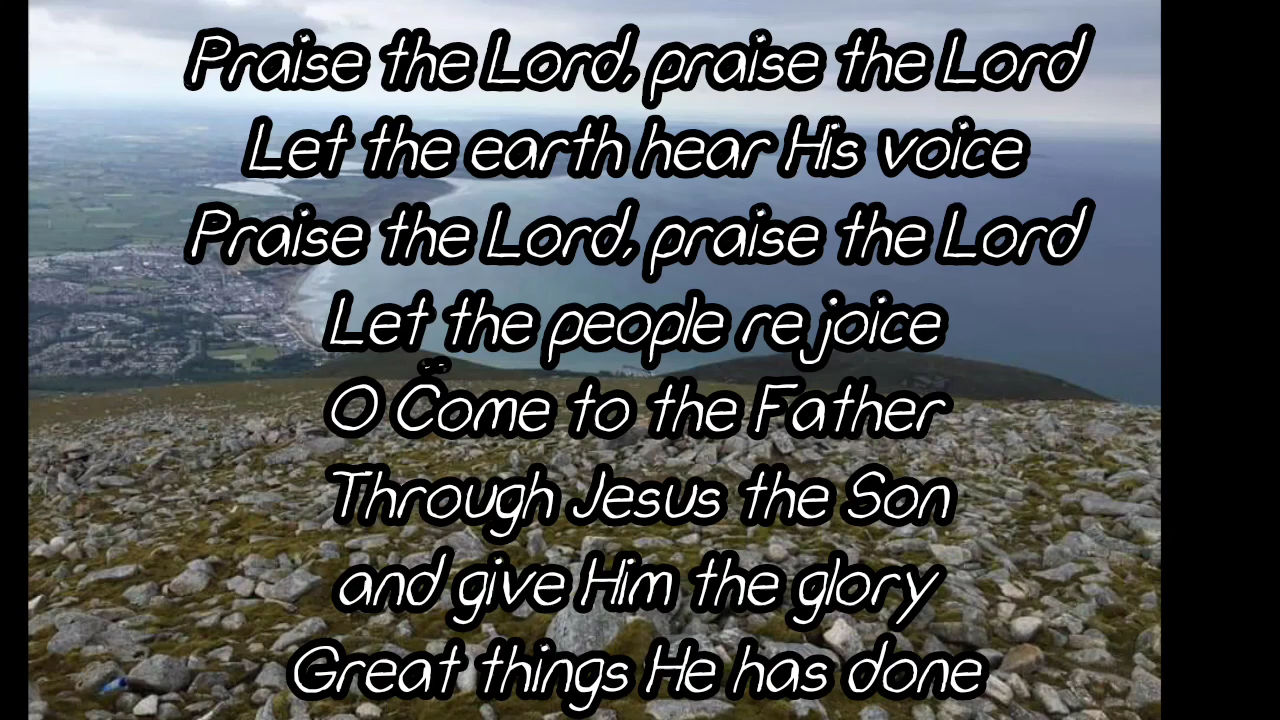 Praise the Lord, praise the Lord
Let the earth hear His voice
Praise the Lord, praise the Lord
Let the people rejoice
O Come to the Father
Through Jesus the Son
and give Him the glory
Great things He has done